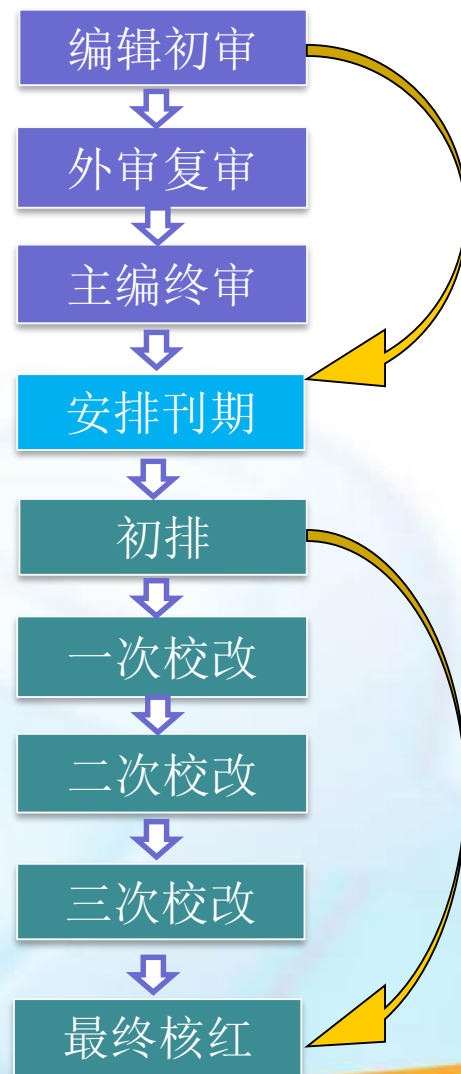 编辑初审
外审复审
主编终审
安排刊期
初排
一次校改
二次校改
三次校改
最终核红